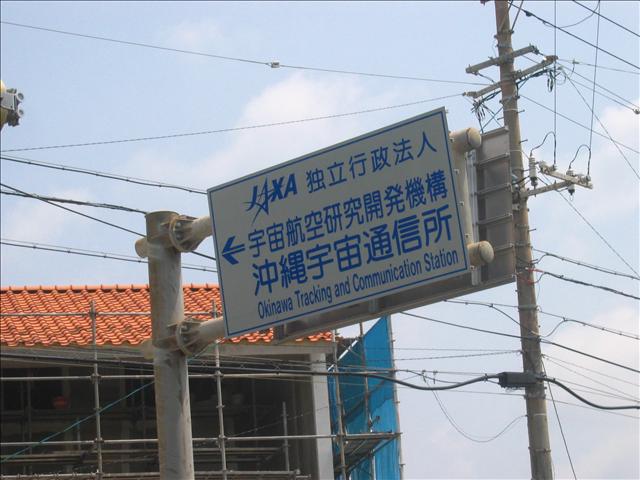 JAXA 独立行政法人
宇宙航空研究開発機構
沖縄宇宙通信所
Okinawa Tracking and Communication Station